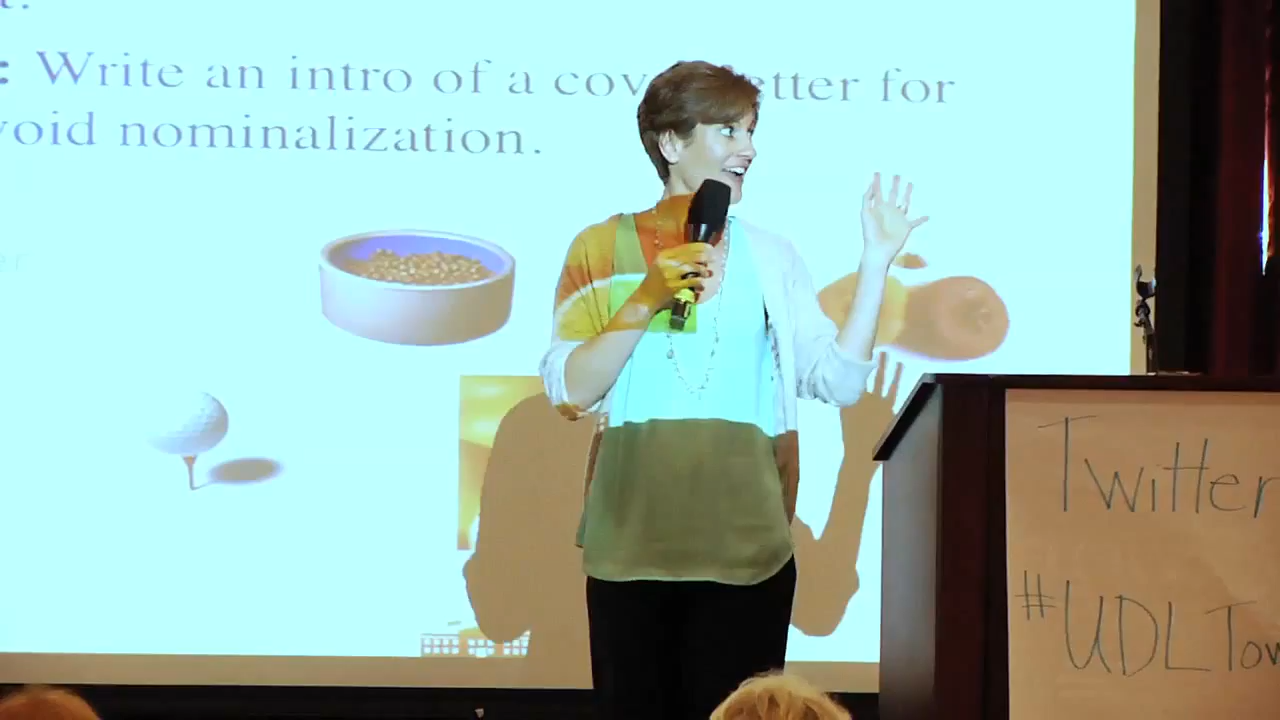 : Write an intro of a cov etter for
void nominalization.
Twitter
#UDLTow